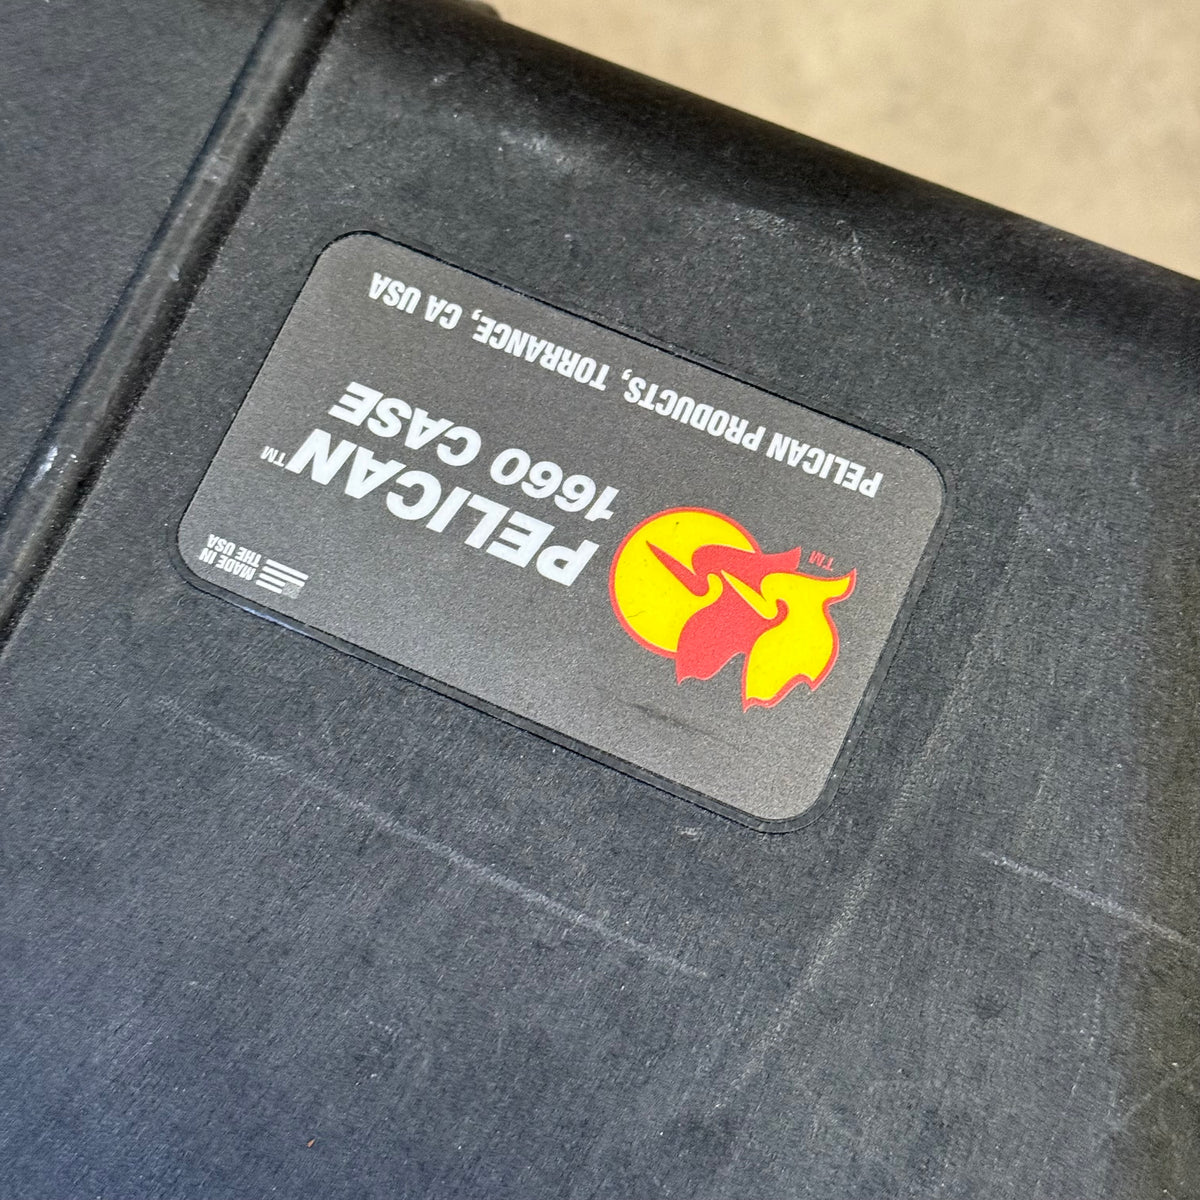 MADE IN
THE USA
PELICAN™
1660 CASE
TM
PELICAN PRODUCTS, TORRANCE, CA USA